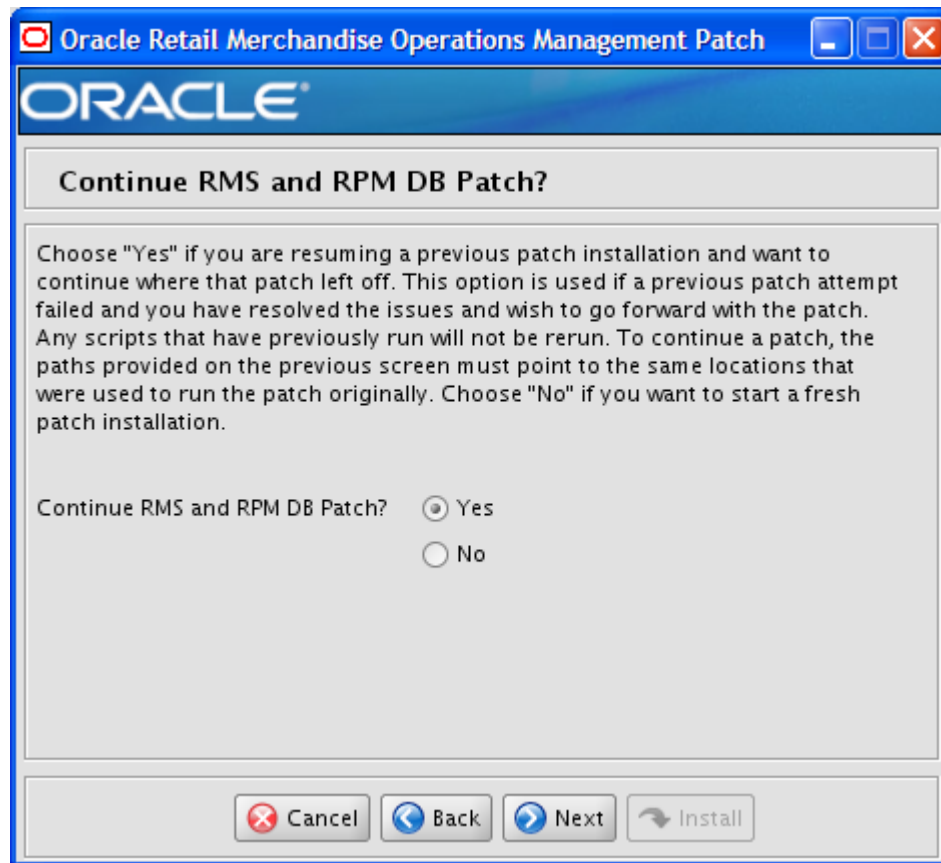 Oracle Retail Merchandise Operations Management Patch
ORACLE
Continue RMS and RPM DB Patch?
Choose "Yes" if you are resuming a previous patch installation and want to
continue where that patch left off. This option is used if a previous patch attempt
failed and you have resolved the issues and wish to go forward with the patch.
Any scripts that have previously run will not be rerun. To continue a patch, the
paths provided on the previous screen must point to the same locations that
were used to run the patch originally. Choose "No" if you want to start a fresh
patch installation.
Continue RMS and RPM DB Patch? Yes
No
Cancel Back Next Install